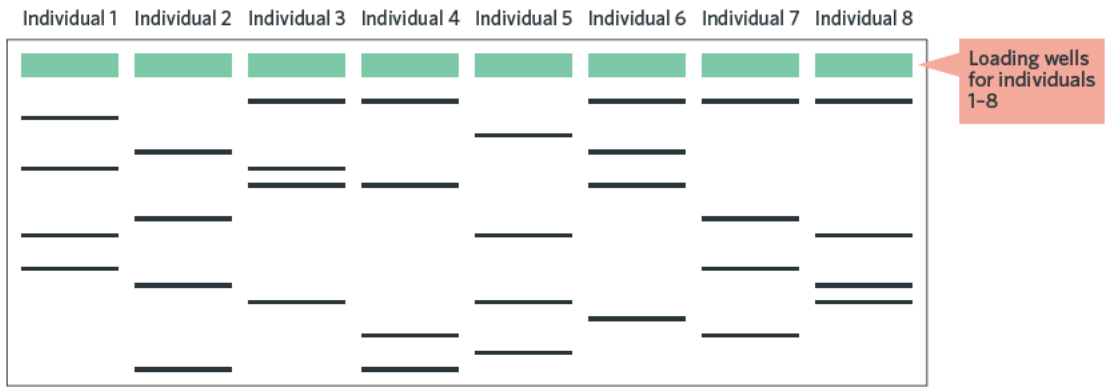 Individual 1 Individual 2 Individual 3 Individual 4 Individual 5 Individual 6 Individual 7 Individual 8
Loading wells
for individuals
1–8